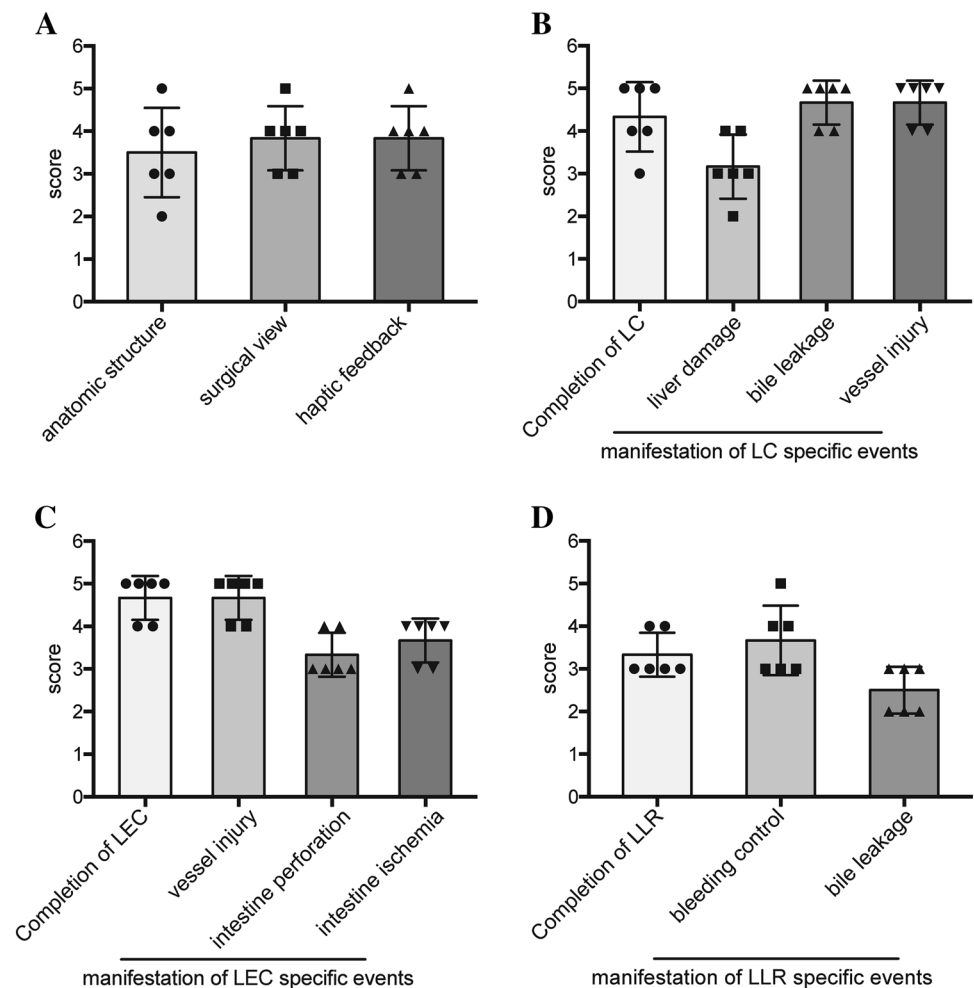 A
score
6
5
4
3
2
1
0
anatomic structure
surgical view
haptic feedback
B
score
6
5
4
3
2
1
0
Completion of LC
liver damage
bile leakage
vessel injury
manifestation of LC specific events
C
score
6
5
4
3
2
1
0
Completion of LEC
vessel injury
intestine perforation
intestine ischemia
manifestation of LEC specific events
D
score
6
5
4
3
2
1
0
Completion of LLR
bleeding control
bile leakage
manifestation of LLR specific events